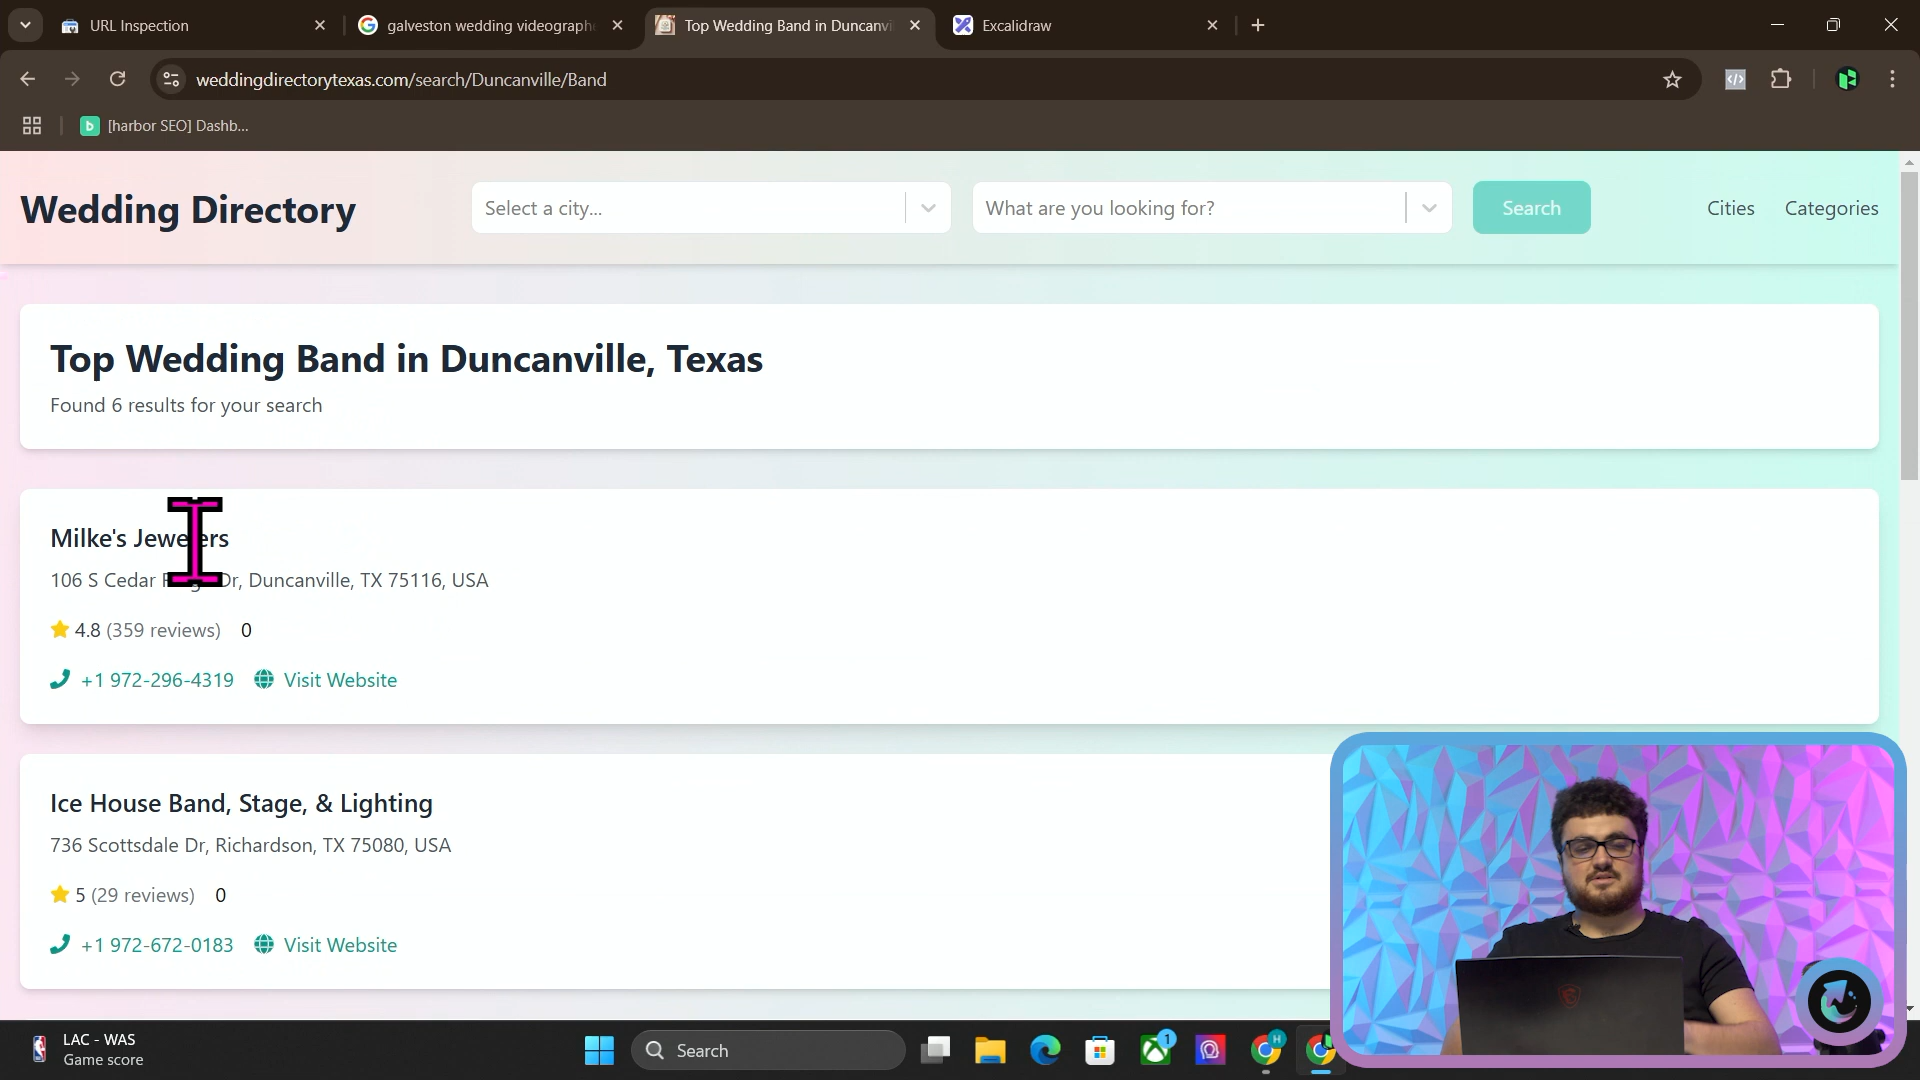 URL Inspection
galveston wedding videograph
Top Wedding Band in Duncanvi
Excalidraw
weddingdirectorytexas.com/search/Duncanville/Band
[harbor SEO] Dashb...
Wedding Directory
Select a city...
What are you looking for?
Search
Cities
Categories
Top Wedding Band in Duncanville, Texas
Found 6 results for your search
Milke's Jewelers
106 S Cedar Dr, Duncanville, TX 75116, USA
4.8 (359 reviews) 0
+1 972-296-4319 Visit Website
Ice House Band, Stage, & Lighting
736 Scottsdale Dr, Richardson, TX 75080, USA
5 (29 reviews) 0
+1 972-672-0183 Visit Website
LAC - WAS
Game score
Search
1
H